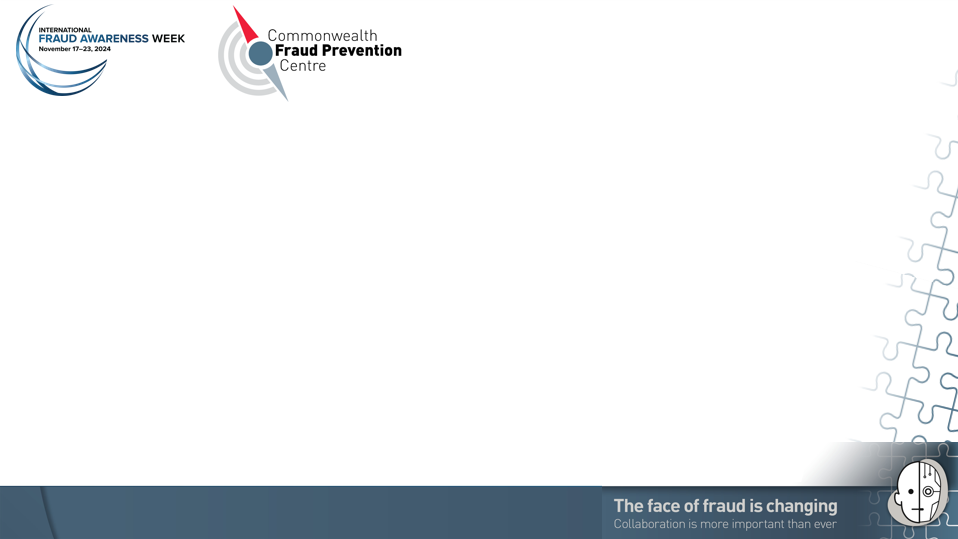 INTERNATIONAL
FRAUD AWARENESS WEEK
November 17–23, 2024
Commonwealth
Fraud Prevention
Centre
The face of fraud is changing
Collaboration is more important than ever